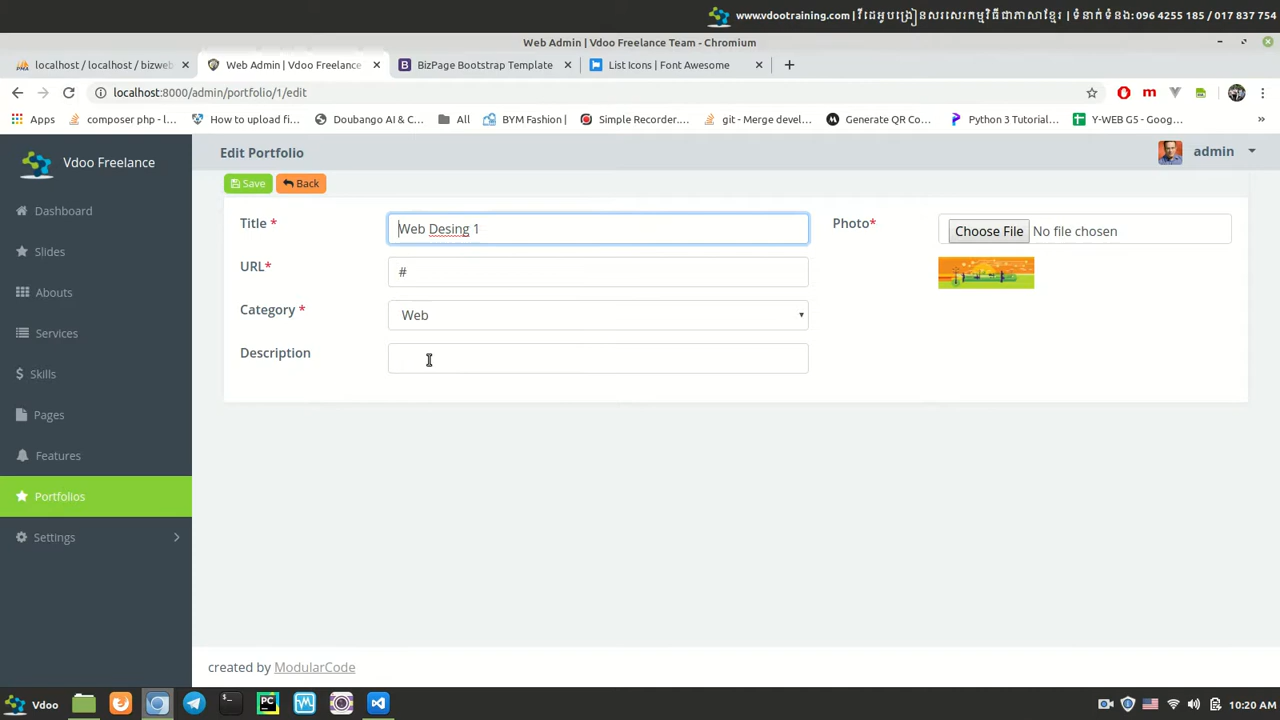 www.vdootraining.com | វីដេអូបង្រៀនសរសេរកម្មវិធីជាភាសាខ្មែរ | ទំនាក់ទំនង: 096 4255 185 / 017 837 754
Web Admin | Vdoo Freelance Team - Chromium
localhost / localhost / bizweb
Web Admin | Vdoo Freelance
BizPage Bootstrap Template
List Icons | Font Awesome
localhost:8000/admin/portfolio/1/edit
Apps
composer php - l...
How to upload fi...
Doubango AI & C...
All
BYM Fashion |
Simple Recorder...
git - Merge devel...
Generate QR Co...
Python 3 Tutorial...
Y-WEB G5 - Goog...
»
Vdoo Freelance
Edit Portfolio
admin
Save
Back
Dashboard
Slides
Abouts
Services
Skills
Pages
Features
Portfolios
Settings
Title *
Web Desing 1
URL*
#
Category *
Web
Description
Photo*
Choose File No file chosen
created by ModularCode
Vdoo
10:20 AM